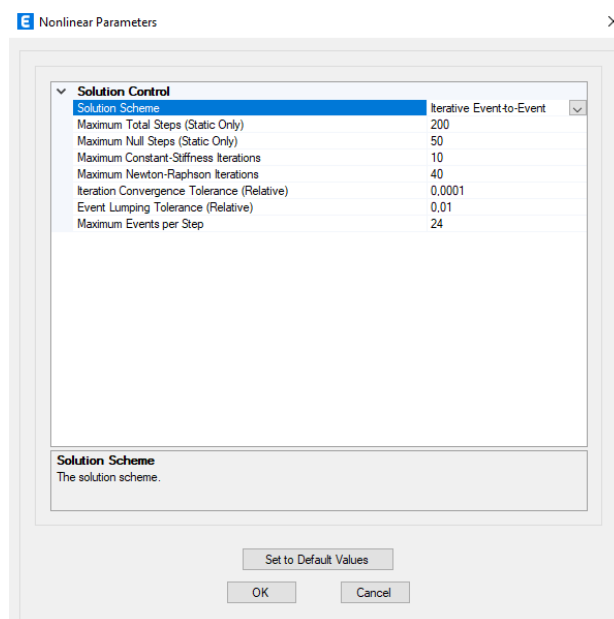 E Nonlinear Parameters
Solution Control
Solution Scheme Iterative Event-to-Event
Maximum Total Steps (Static Only) 200
Maximum Null Steps (Static Only) 50
Maximum Constant-Stiffness Iterations 10
Maximum Newton-Raphson Iterations 40
Iteration Convergence Tolerance (Relative) 0,0001
Event Lumping Tolerance (Relative) 0,01
Maximum Events per Step 24
Solution Scheme
The solution scheme.
Set to Default Values
OK Cancel